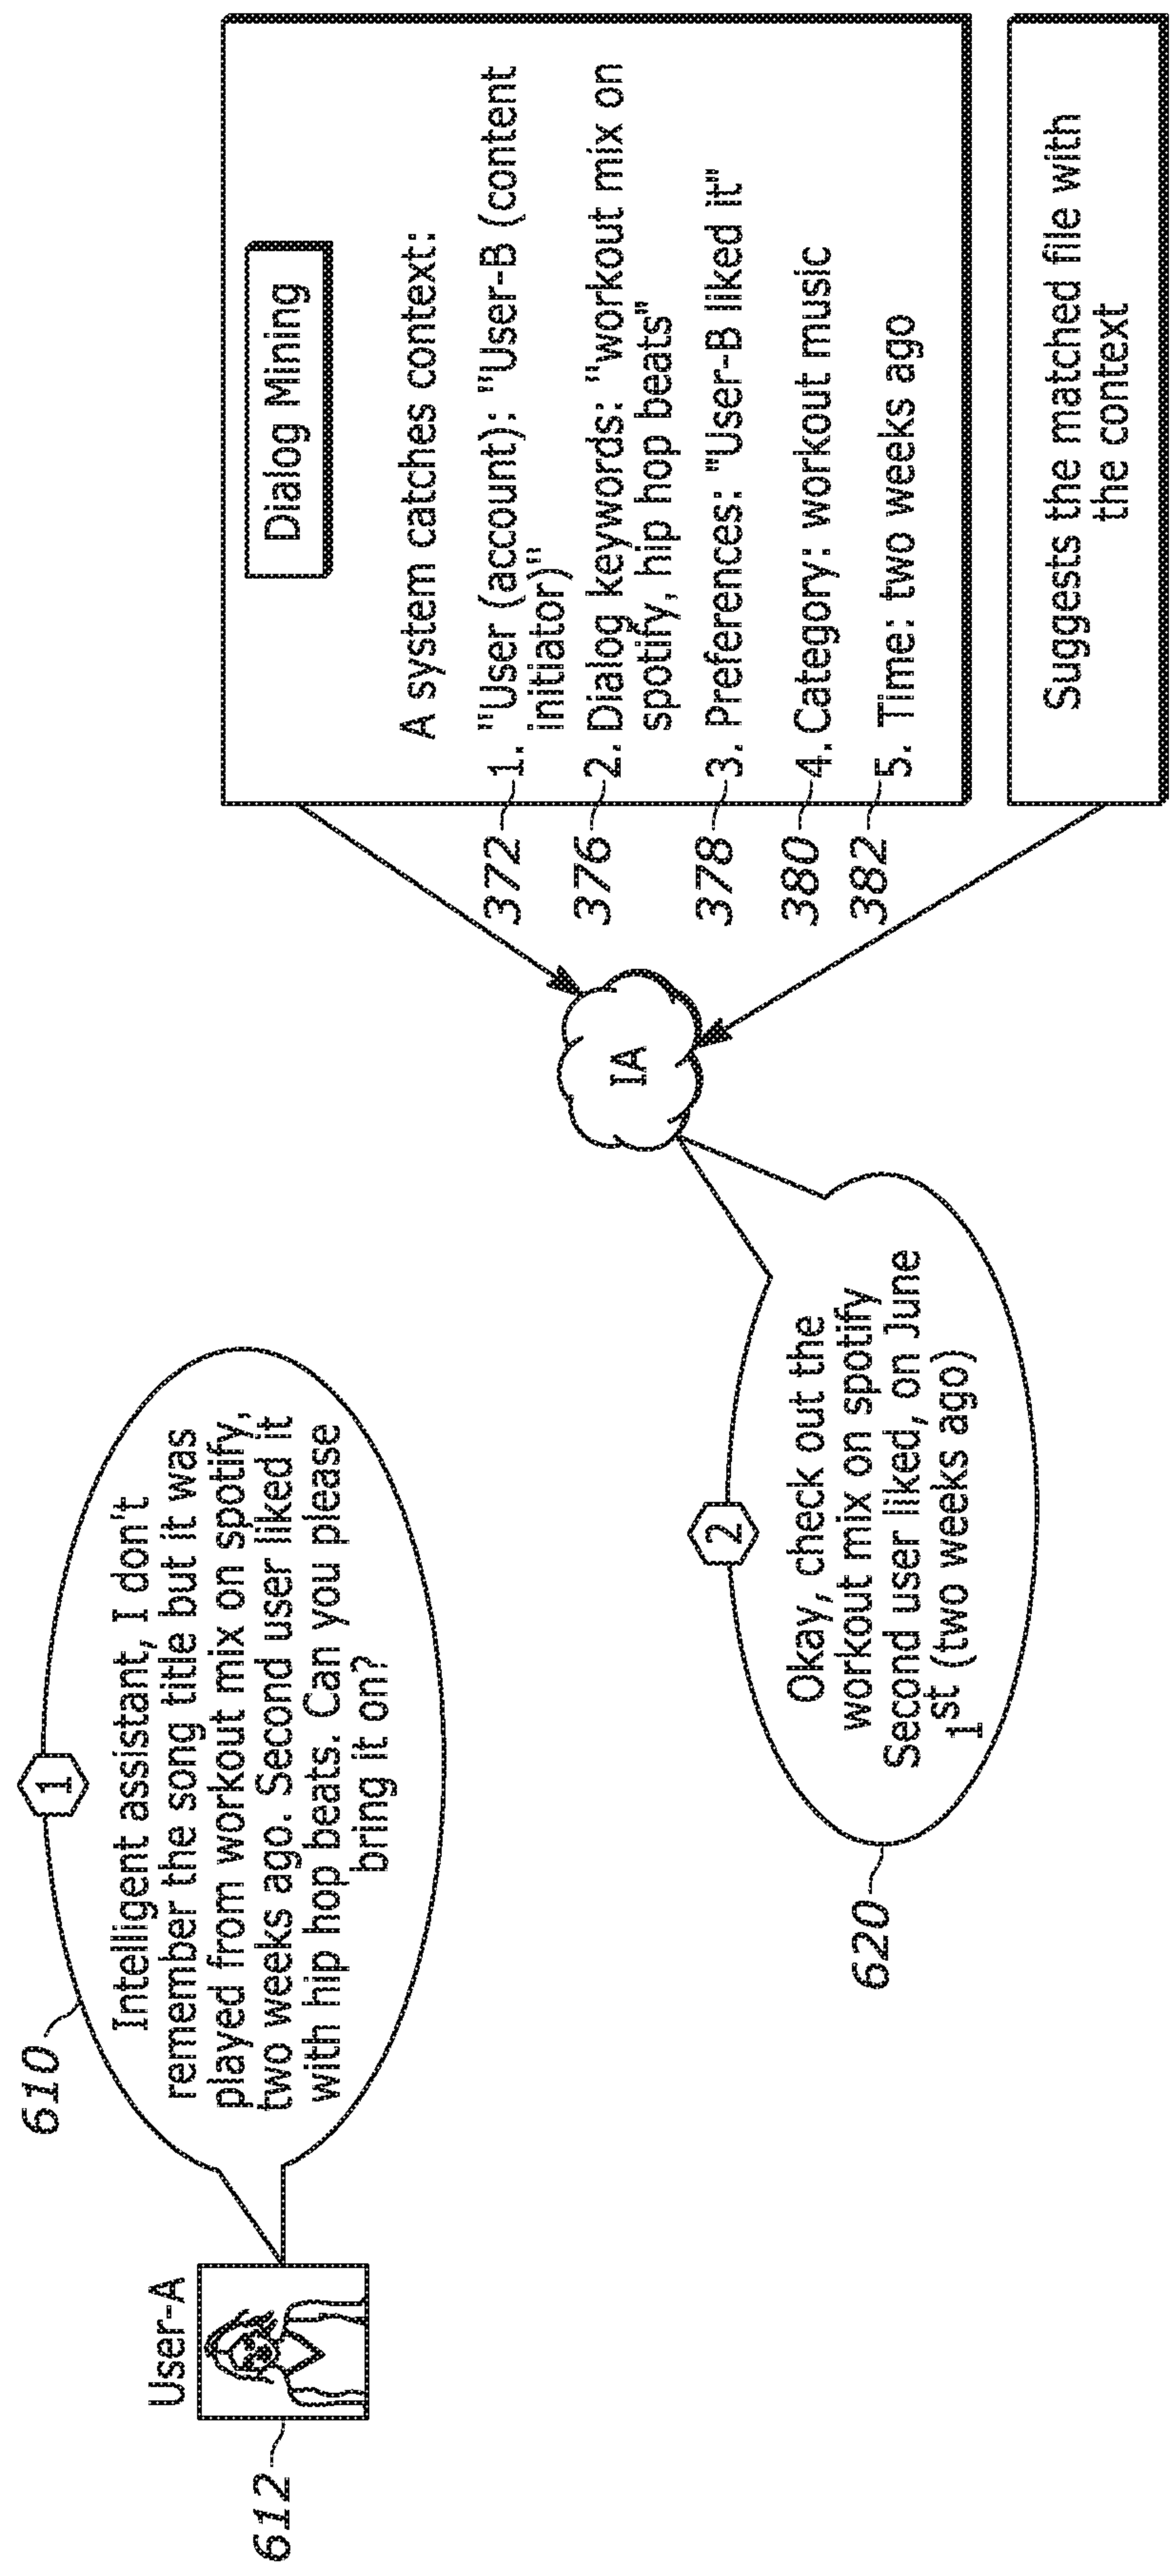 612
User-A
610
1
Intelligent assistant, I don't
remember the song title but it was
played from workout mix on spotify,
two weeks ago. Second user liked it
with hip hop beats. Can you please
bring it on?
620
2
Okay, check out the
workout mix on spotify
Second user liked, on June
1st (two weeks ago)
IA
Dialog Mining
A system catches context:
372 1. "User (account): "User-B (content
initiator)"
376 2. Dialog keywords: "workout mix on
spotify, hip hop beats"
378 3. Preferences: "User-B liked it"
380 4. Category: workout music
382 5. Time: two weeks ago
Suggests the matched file with
the context